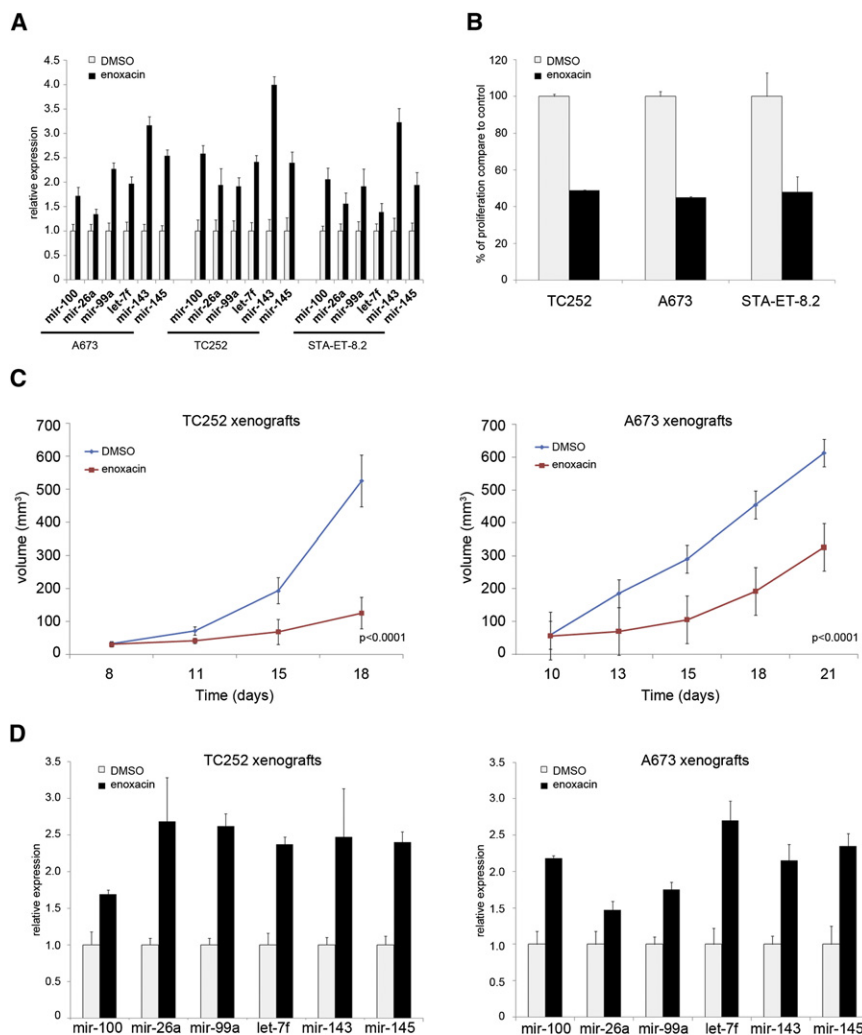 A
DMSO
enoxacin
relative expression
4.5
4.0
3.5
3.0
2.5
2.0
1.5
1.0
0.5
0.0
mir-100 mir-26a mir-99a let-7f mir-143 mir-145 mir-100 mir-26a mir-99a let-7f mir-143 mir-145 mir-100 mir-26a mir-99a let-7f mir-143 mir-145
A673 TC252 STA-ET-8.2
B
DMSO
enoxacin
% of proliferation compare to control
120
100
80
60
40
20
0
TC252 A673 STA-ET-8.2
C
TC252 xenografts
DMSO
enoxacin
volume (mm³)
700
600
500
400
300
200
100
0
p<0.0001
8 11 15 18
Time (days)
A673 xenografts
DMSO
enoxacin
volume (mm³)
700
600
500
400
300
200
100
0
p<0.0001
10 13 15 18 21
Time (days)
D
TC252 xenografts
DMSO
enoxacin
relative expression
3.5
3.0
2.5
2.0
1.5
1.0
0.5
0.0
mir-100 mir-26a mir-99a let-7f mir-143 mir-145
A673 xenografts
DMSO
enoxacin
relative expression
3.5
3.0
2.5
2.0
1.5
1.0
0.5
0.0
mir-100 mir-26a mir-99a let-7f mir-143 mir-145